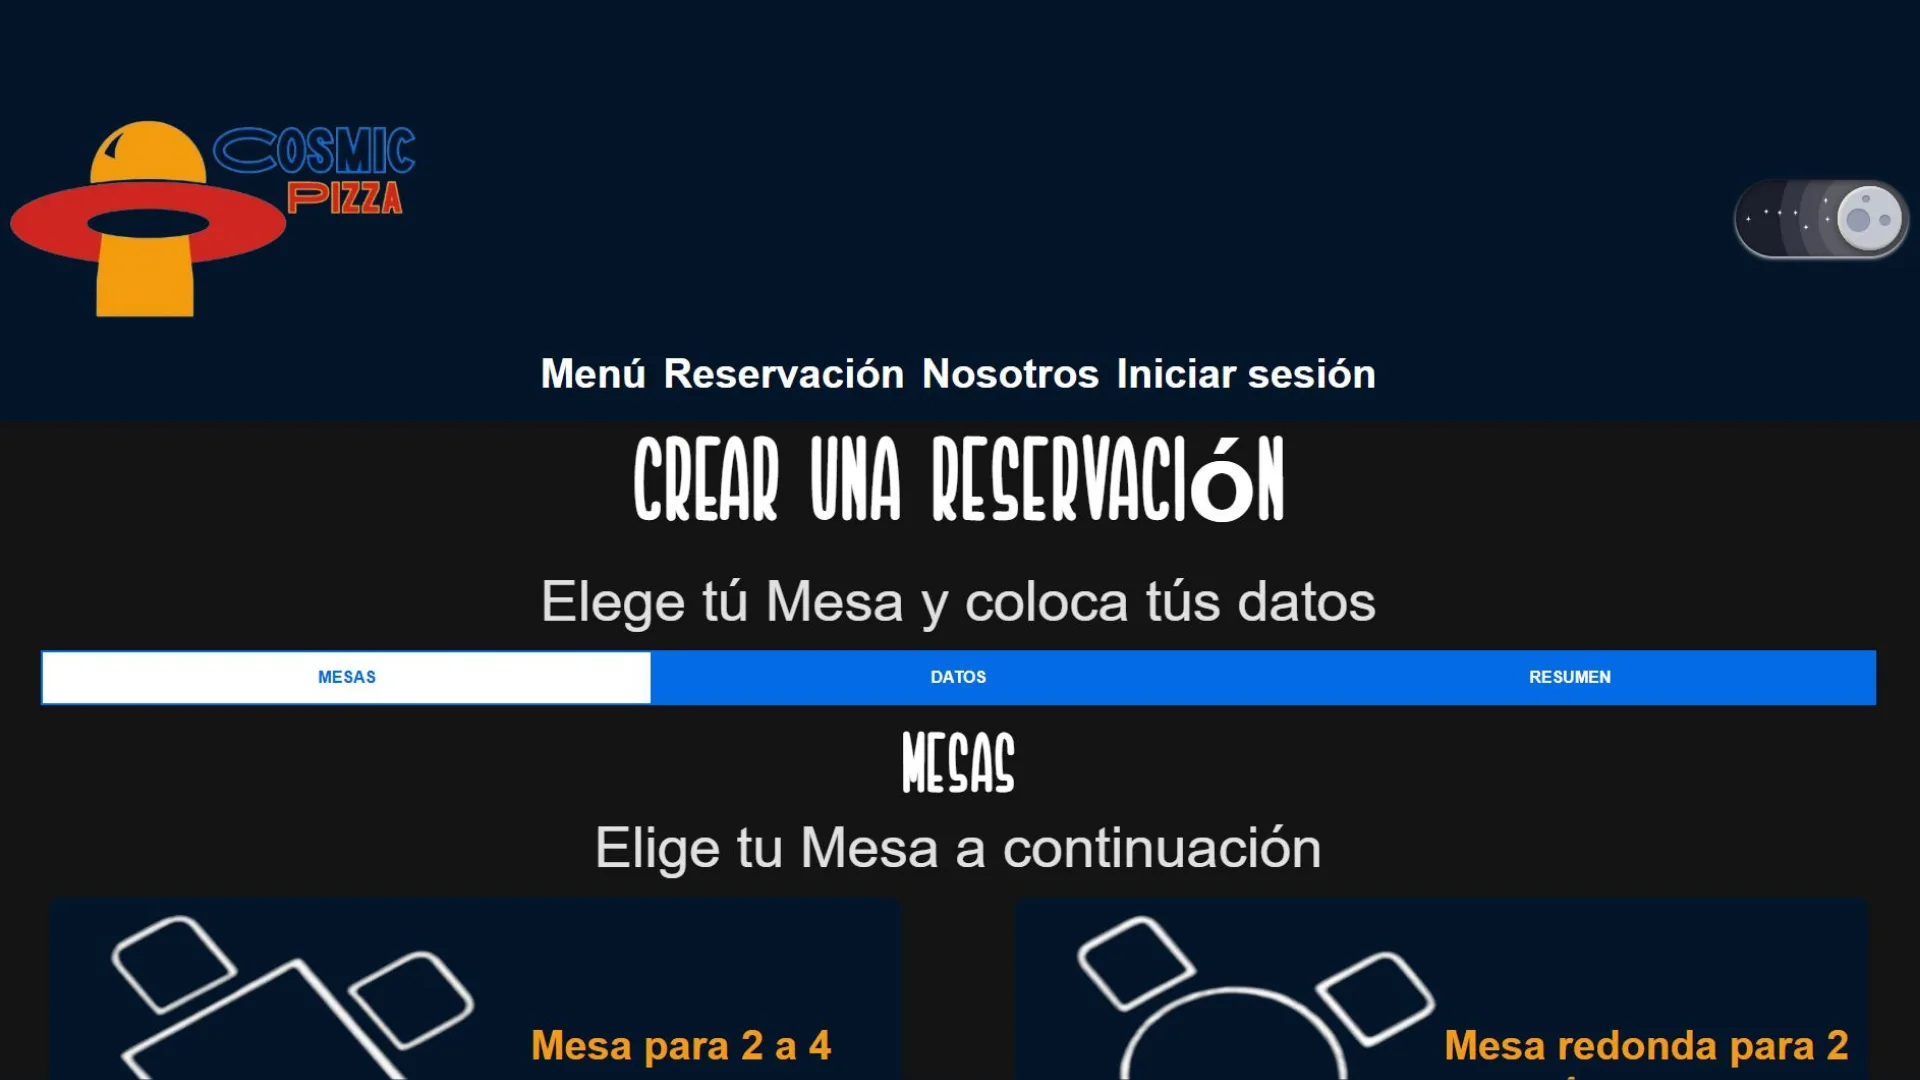 COSMIC
PIZZA
Menú Reservación Nosotros Iniciar sesión
CREAR UNA RESERVACIóN
Elege tú Mesa y coloca tús datos
MESAS DATOS RESUMEN
MESAS
Elige tu Mesa a continuación
Mesa para 2 a 4
Mesa redonda para 2